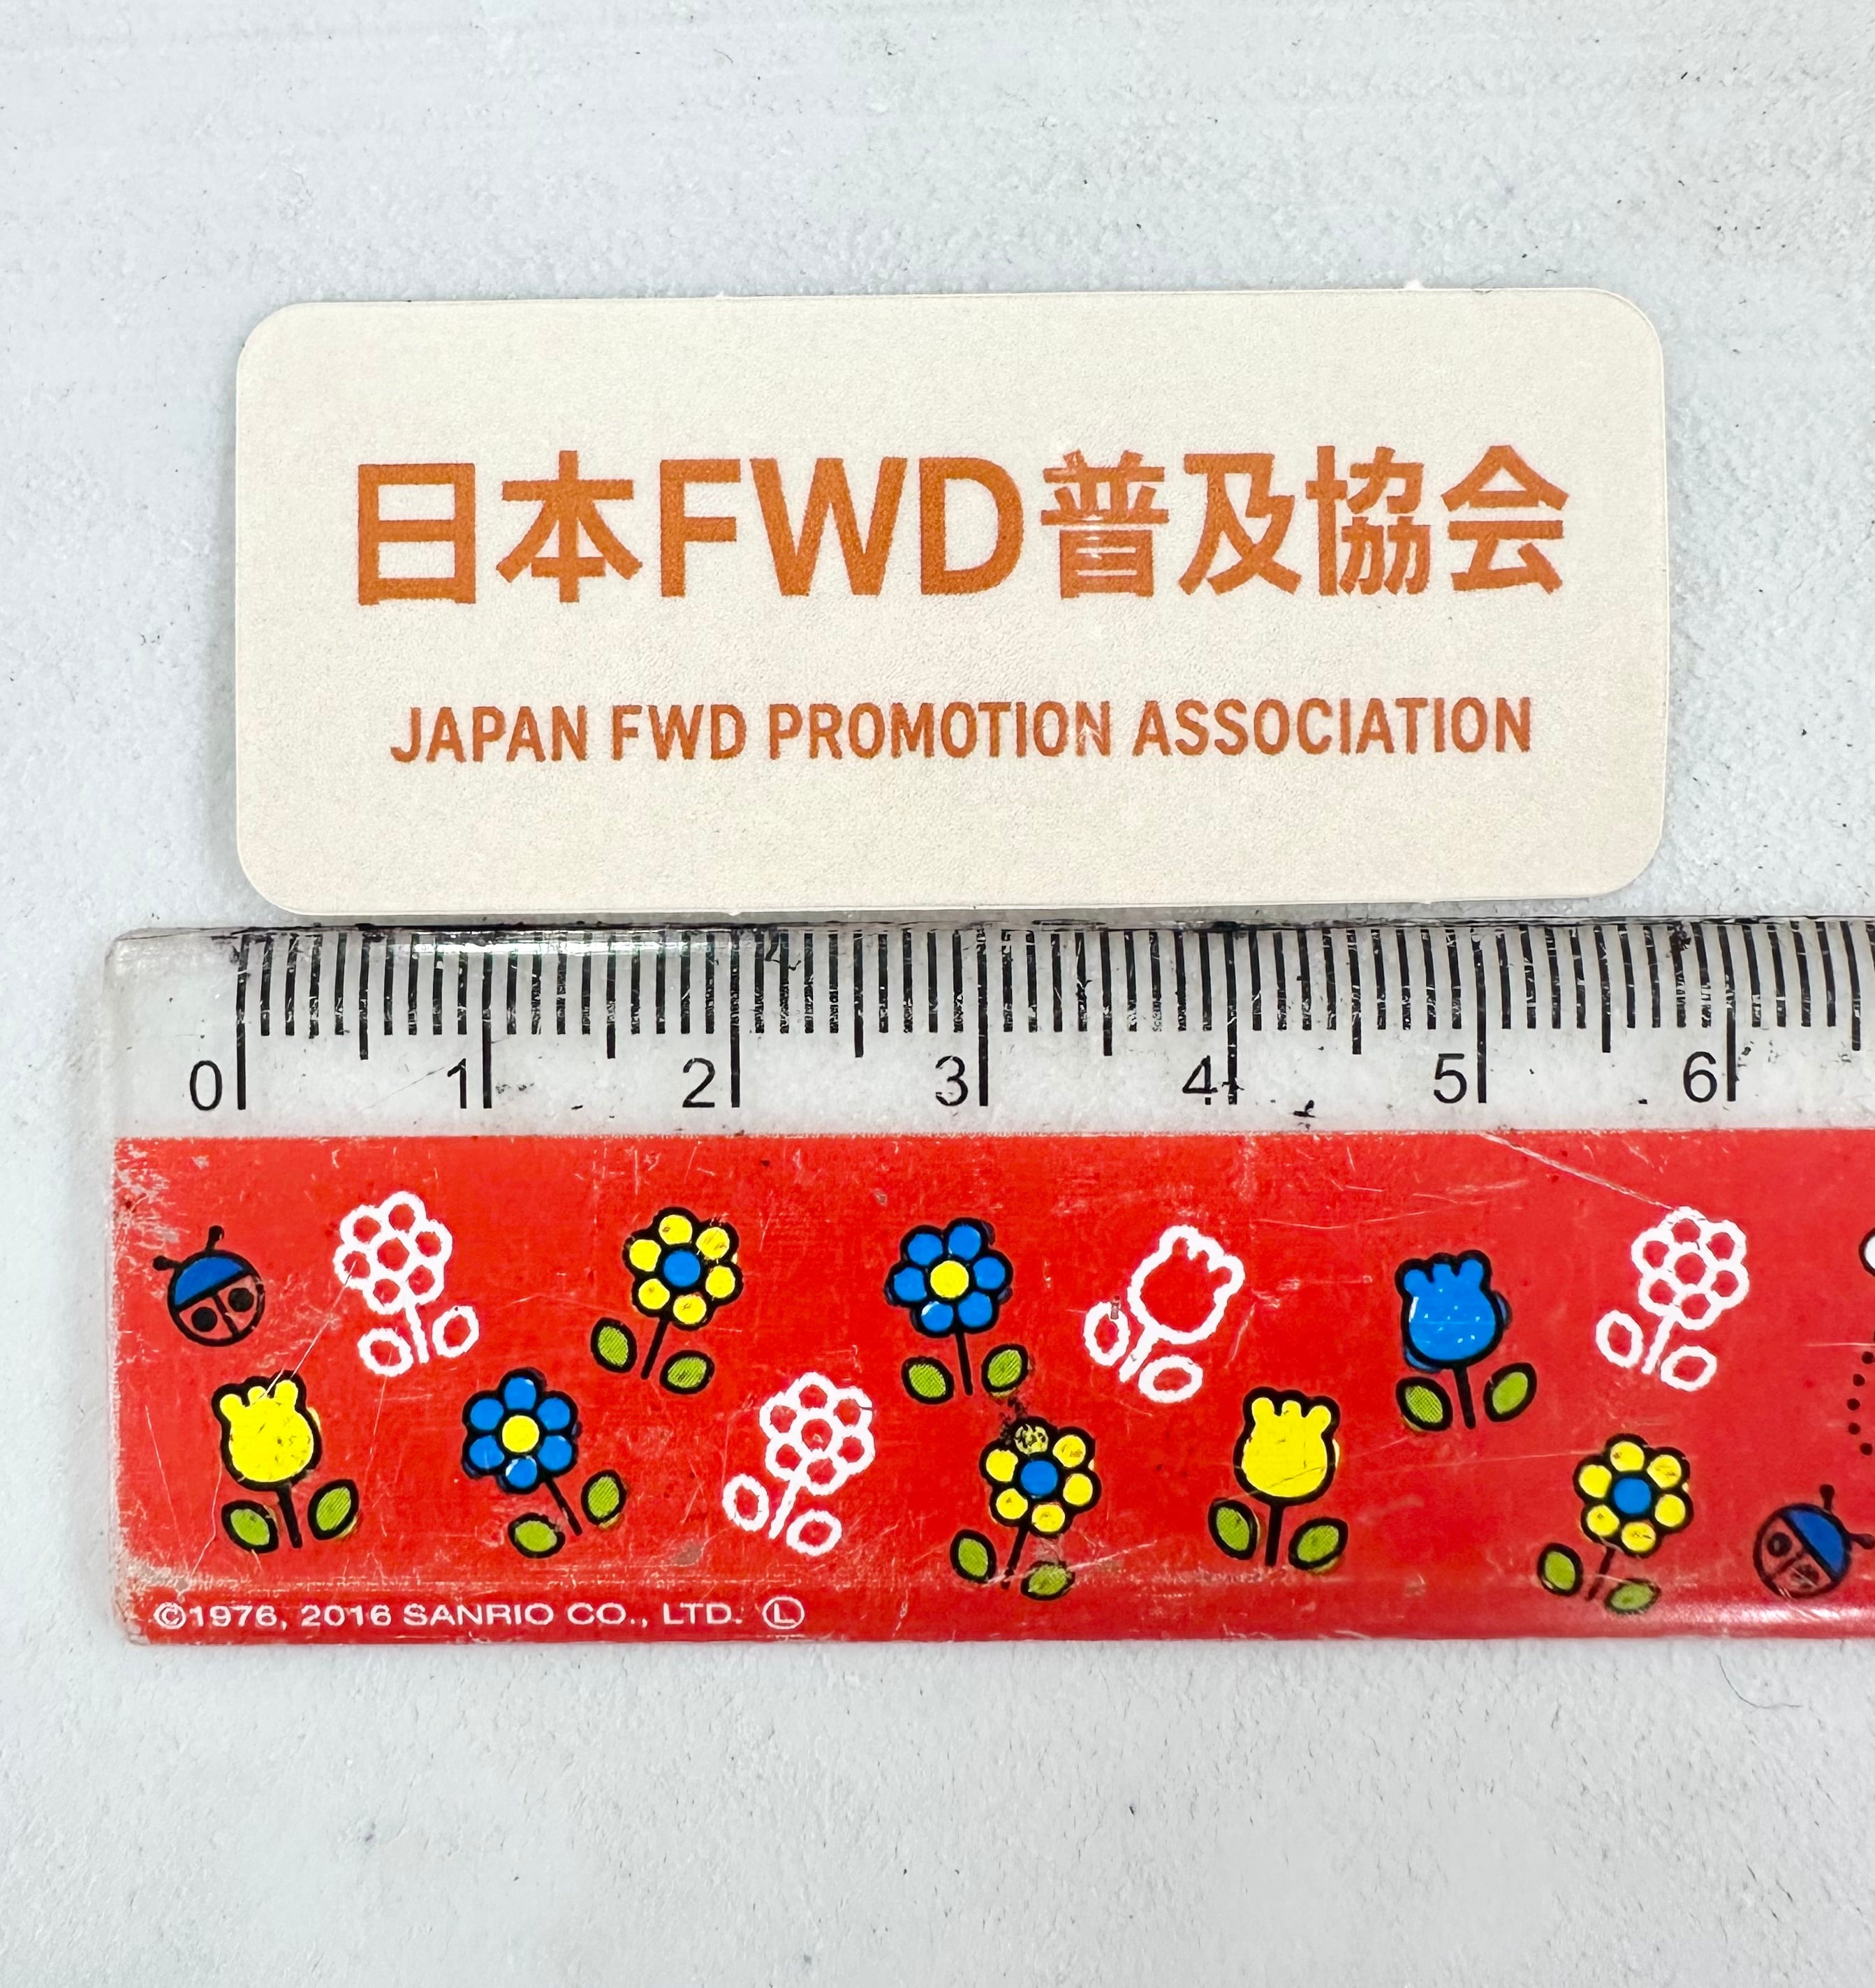 日本FWD普及協会
JAPAN FWD PROMOTION ASSOCIATION
0 1 2 3 4 5 6
©1976, 2016 SANRIO CO., LTD. Ⓛ